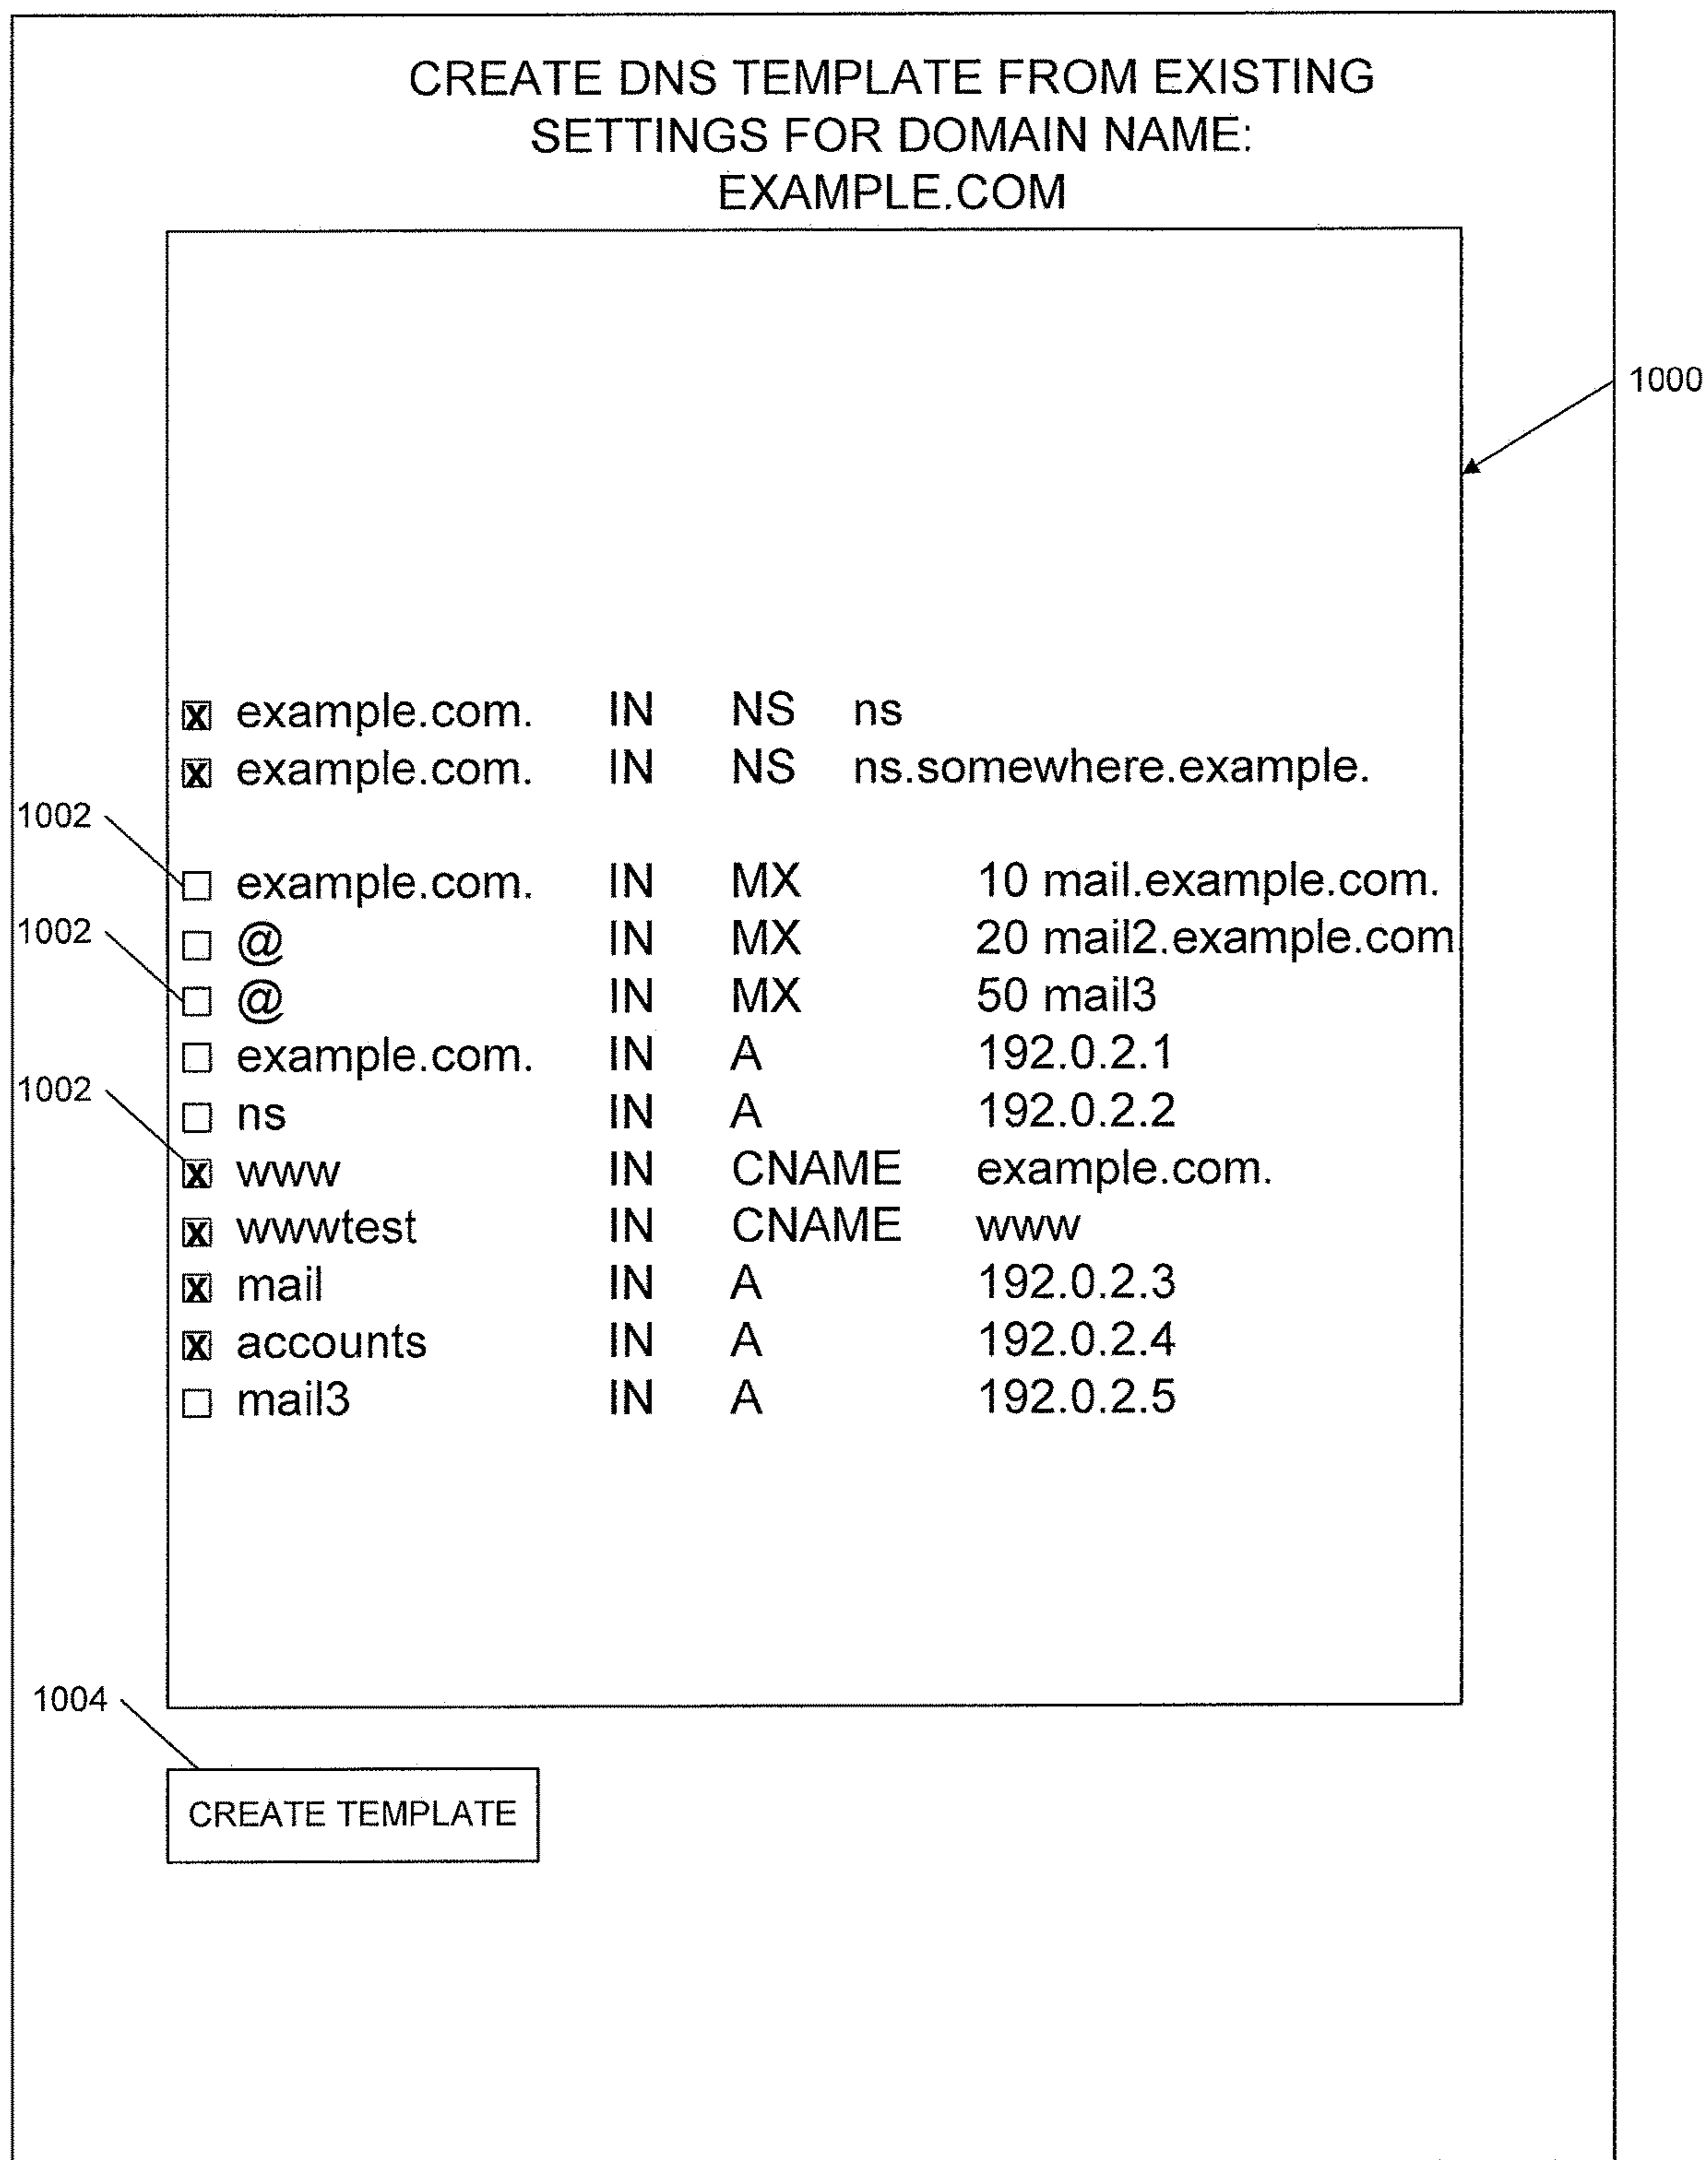 CREATE DNS TEMPLATE FROM EXISTING
SETTINGS FOR DOMAIN NAME:
EXAMPLE.COM
1000
x example.com. IN NS ns
x example.com. IN NS ns.somewhere.example.
1002
example.com. IN MX 10 mail.example.com.
1002
@ IN MX 20 mail2.example.com.
@ IN MX 50 mail3
example.com. IN A 192.0.2.1
1002
ns IN A 192.0.2.2
x www IN CNAME example.com.
x wwwtest IN CNAME www
x mail IN A 192.0.2.3
x accounts IN A 192.0.2.4
mail3 IN A 192.0.2.5
1004
CREATE TEMPLATE